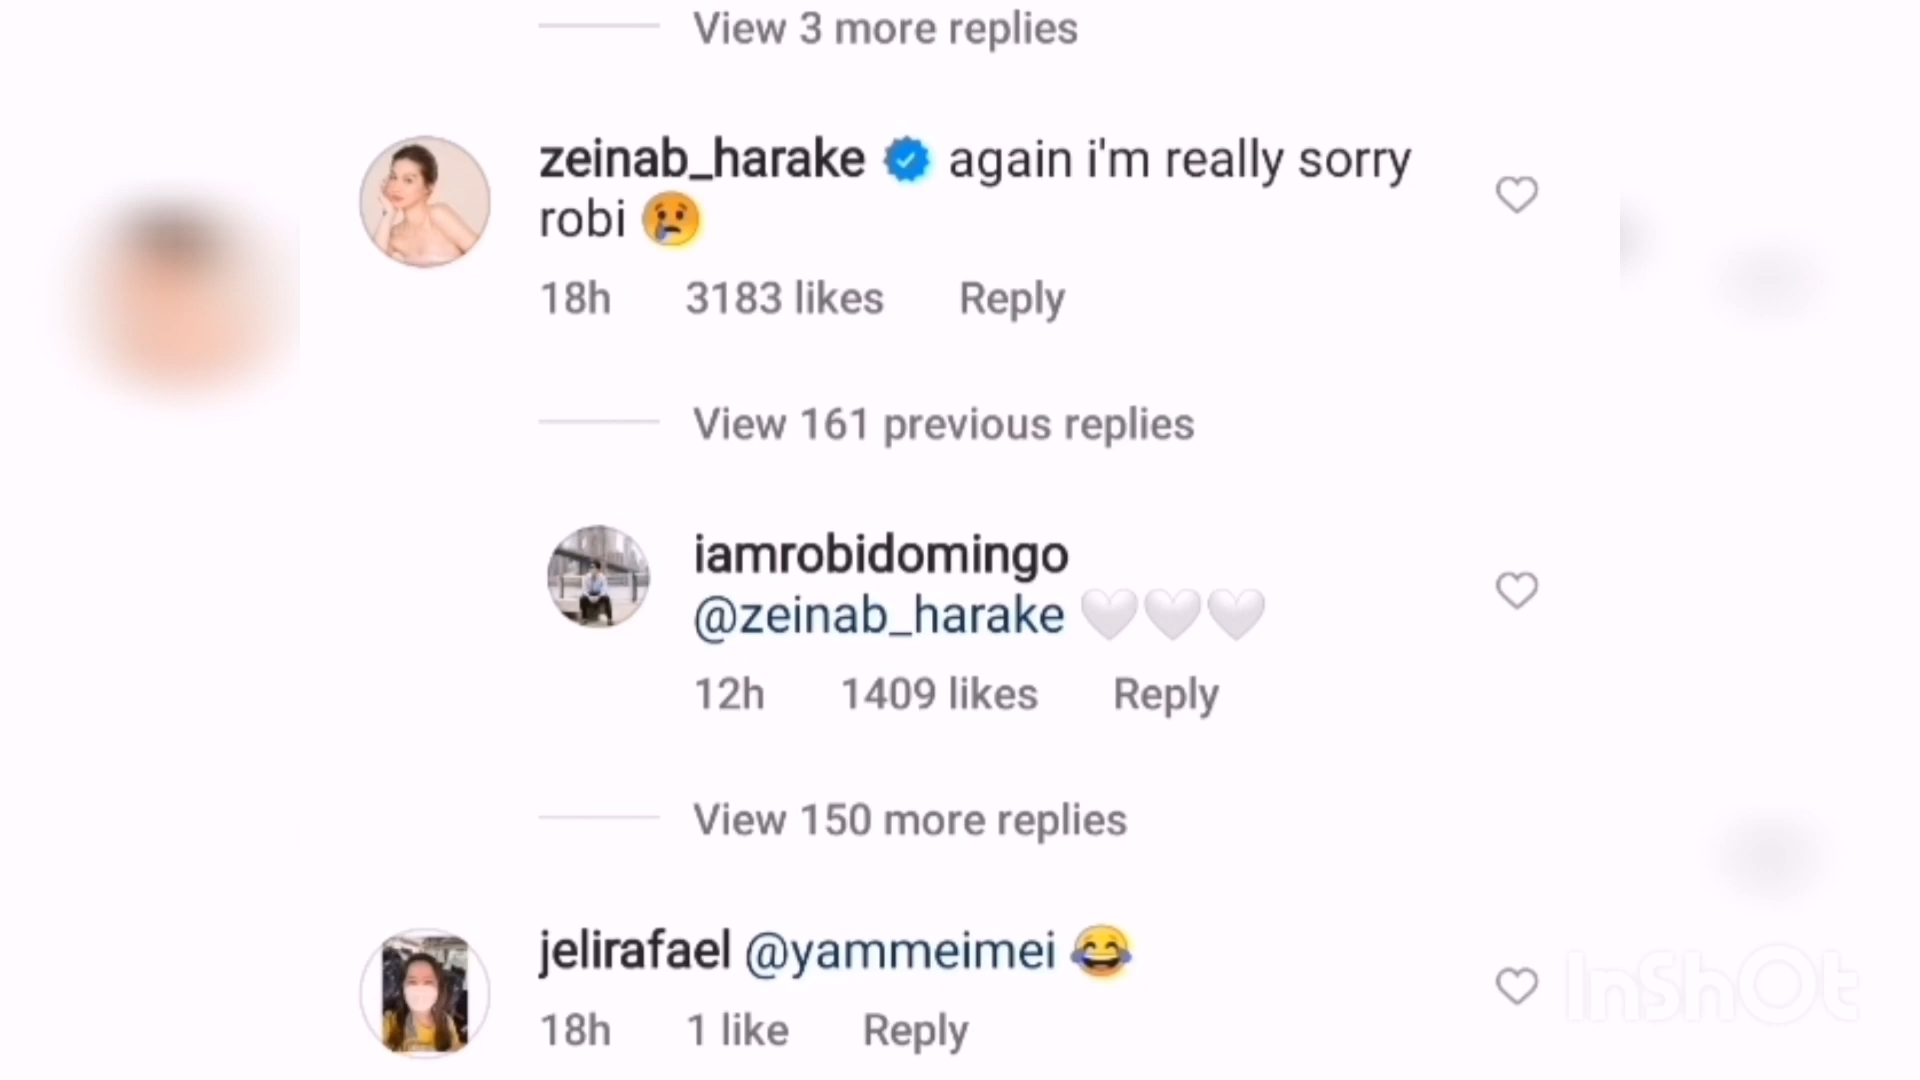 View 3 more replies
zeinab_harake again i'm really sorry
robi 😢
18h 3183 likes Reply
View 161 previous replies
iamrobidomingo
@zeinab_harake 🤍🤍🤍
12h 1409 likes Reply
View 150 more replies
jelirafael @yammeimei 😂
18h 1 like Reply
InShOt